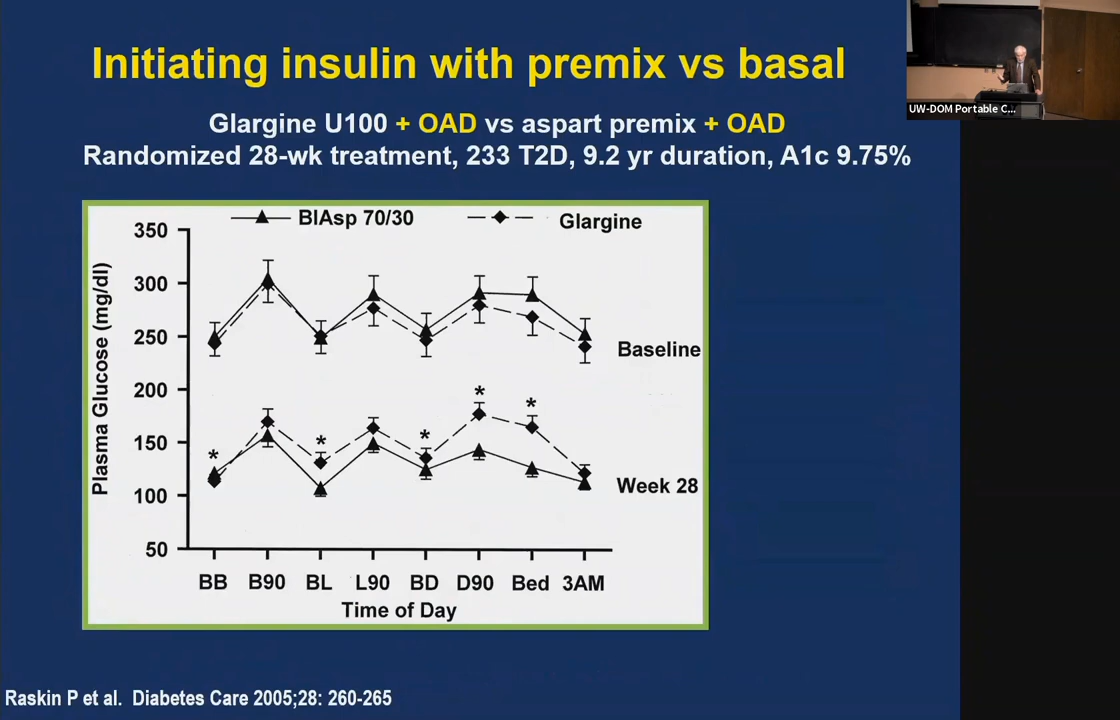 Initiating insulin with premix vs basal
UW-DOM Portable C...
Glargine U100 + OAD vs aspart premix + OAD
Randomized 28-wk treatment, 233 T2D, 9.2 yr duration, A1c 9.75%
BIAsp 70/30
Glargine
Plasma Glucose (mg/dl)
350
300
250
200
150
100
50
Baseline
* * * * *
Week 28
BB B90 BL L90 BD D90 Bed 3AM
Time of Day
Raskin P et al. Diabetes Care 2005;28: 260-265